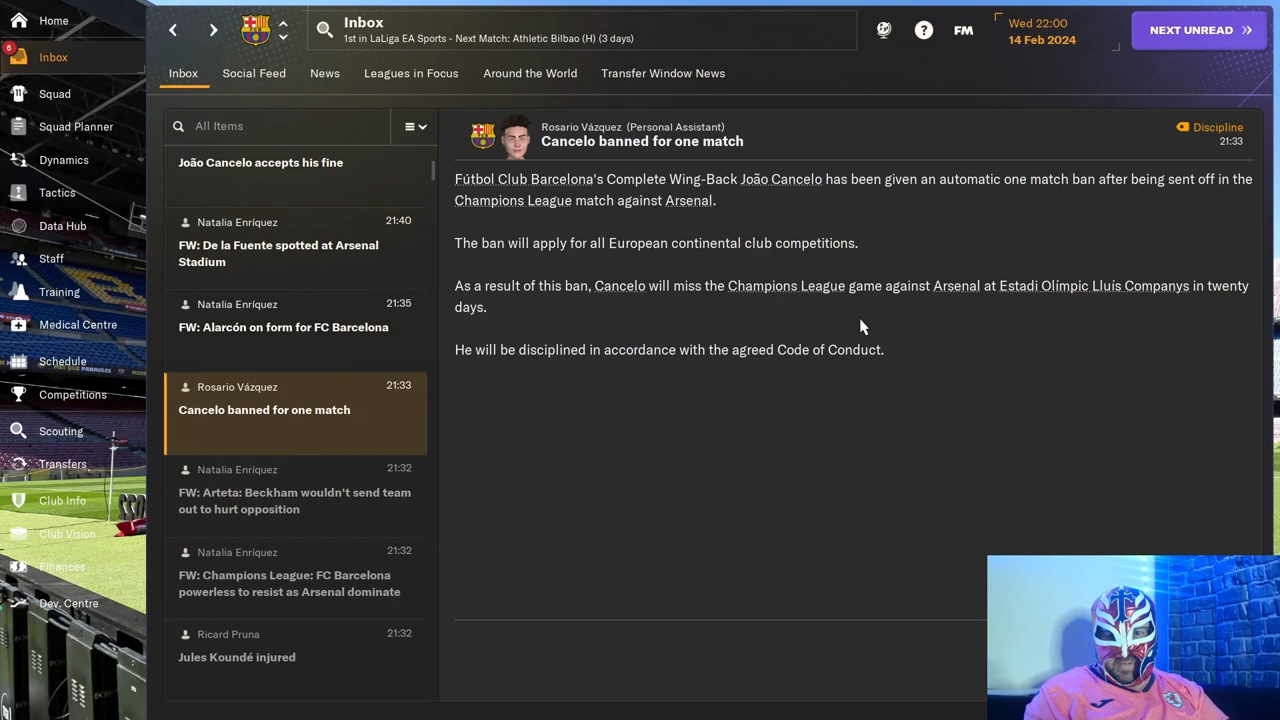 Home
6
Inbox
Squad
Squad Planner
Dynamics
Tactics
Data Hub
Staff
Training
Medical Centre
Schedule
Competitions
Scouting
Transfers
Club Info
Club Vision
Finances
Dev. Centre
Inbox
1st in LaLiga EA Sports - Next Match: Athletic Bilbao (H) (3 days)
?
FM
Wed 22:00
14 Feb 2024
NEXT UNREAD
Inbox
Social Feed
News
Leagues in Focus
Around the World
Transfer Window News
All Items
João Cancelo accepts his fine
Natalia Enríquez 21:40
FW: De la Fuente spotted at Arsenal
Stadium
Natalia Enríquez 21:35
FW: Alarcón on form for FC Barcelona
Rosario Vázquez 21:33
Cancelo banned for one match
Natalia Enríquez 21:32
FW: Arteta: Beckham wouldn't send team
out to hurt opposition
Natalia Enríquez 21:32
FW: Champions League: FC Barcelona
powerless to resist as Arsenal dominate
Ricard Pruna 21:32
Jules Koundé injured
Rosario Vázquez (Personal Assistant)
Cancelo banned for one match
Discipline
21:33
Fútbol Club Barcelona's Complete Wing-Back João Cancelo has been given an automatic one match ban after being sent off in the
Champions League match against Arsenal.
The ban will apply for all European continental club competitions.
As a result of this ban, Cancelo will miss the Champions League game against Arsenal at Estadi Olímpic Lluís Companys in twenty
days.
He will be disciplined in accordance with the agreed Code of Conduct.